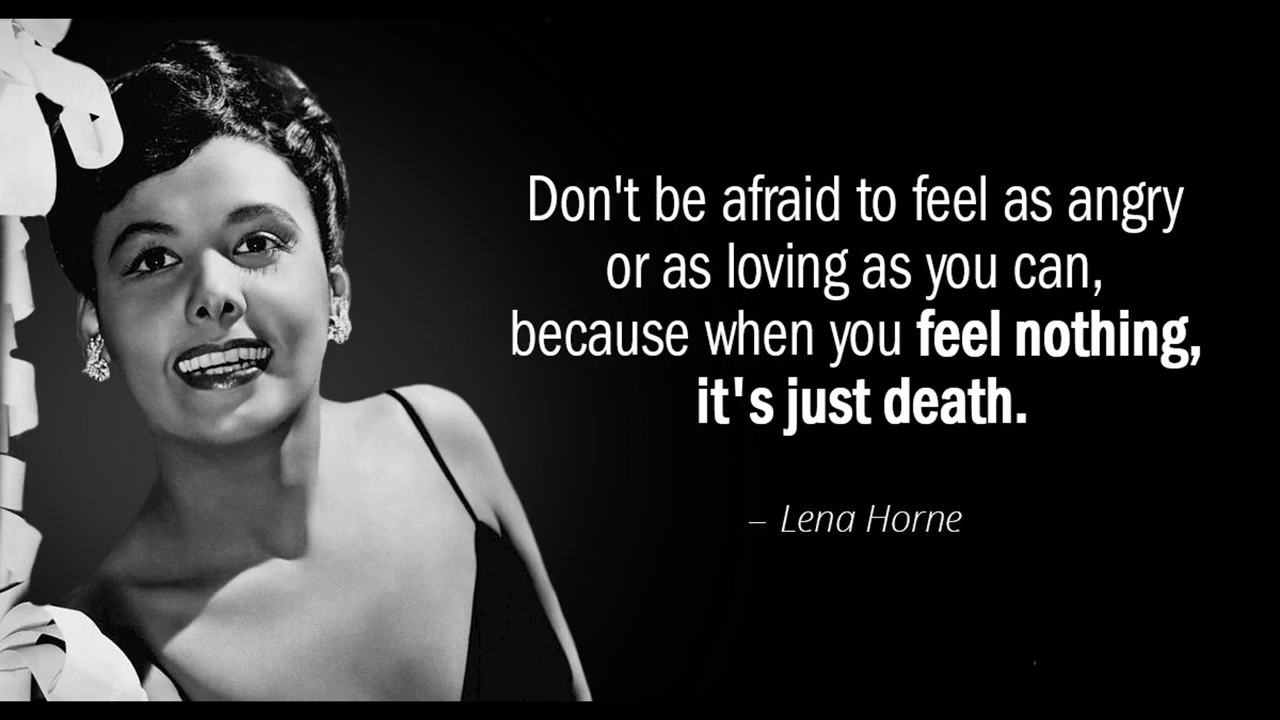 Don't be afraid to feel as angry
or as loving as you can,
because when you feel nothing,
it's just death.
– Lena Horne